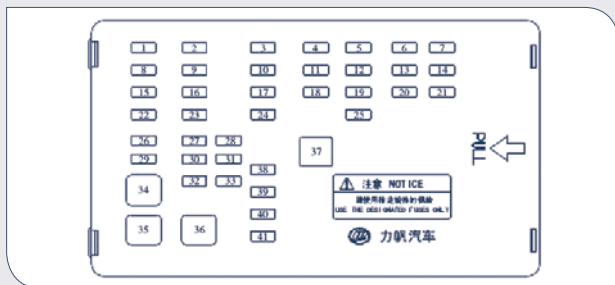 1 2 3 4 5 6 7
8 9 10 11 12 13 14
15 16 17 18 19 20 21
22 23 24 25
26 27 28
29 30 31
32 33
34 37 38
39
35 36 40
41
PULL
注意 NOTICE
USE THE DESIGNATED FUSES ONLY
力帆汽车